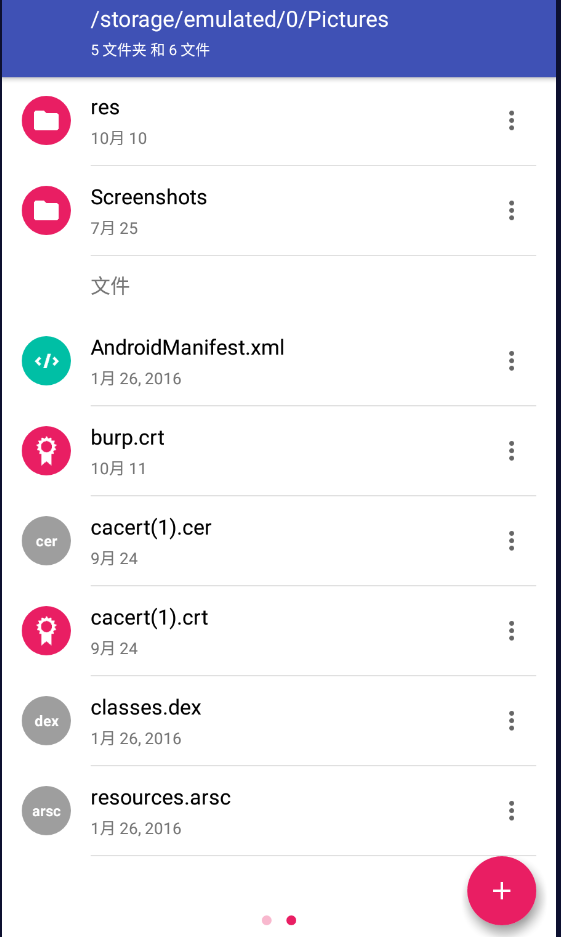 /storage/emulated/0/Pictures
5 文件夹 和 6 文件
res
10月 10
Screenshots
7月 25
文件
AndroidManifest.xml
1月 26, 2016
burp.crt
10月 11
cer
cacert(1).cer
9月 24
cacert(1).crt
9月 24
dex
classes.dex
1月 26, 2016
arsc
resources.arsc
1月 26, 2016